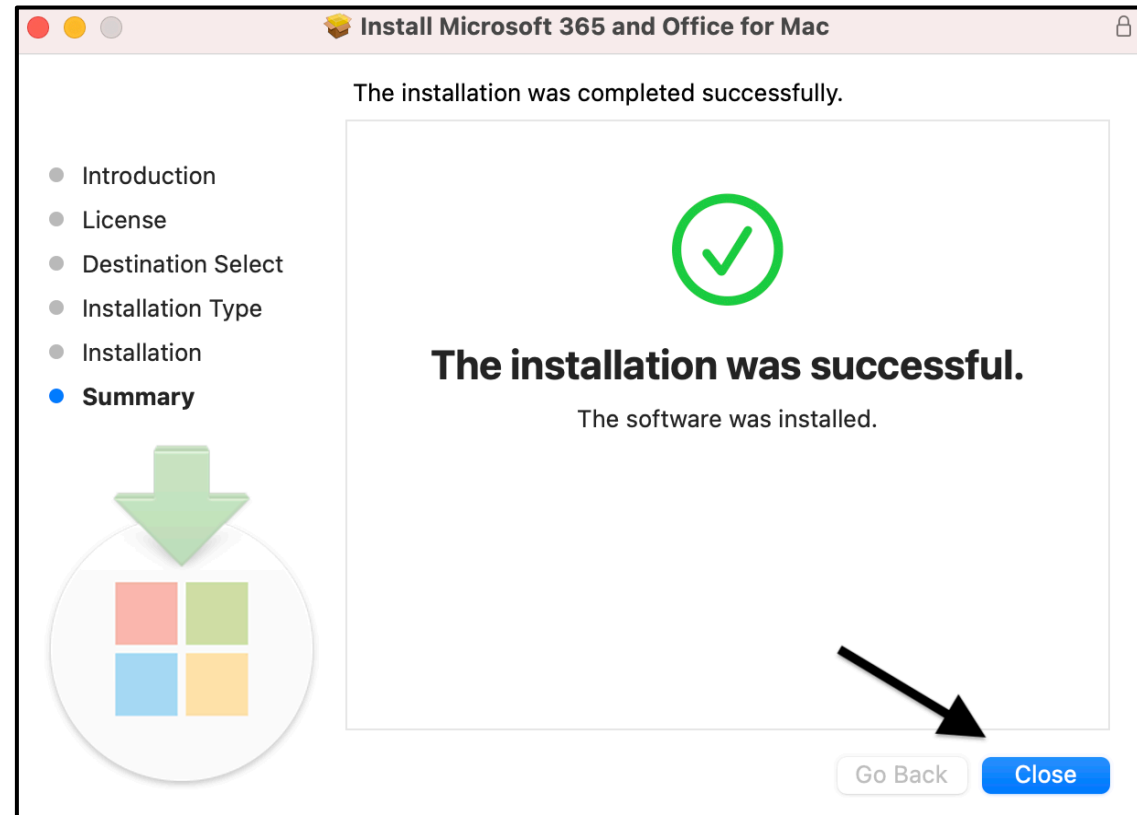 Install Microsoft 365 and Office for Mac
The installation was completed successfully.
Introduction
License
Destination Select
Installation Type
Installation
Summary
The installation was successful.
The software was installed.
Go Back
Close